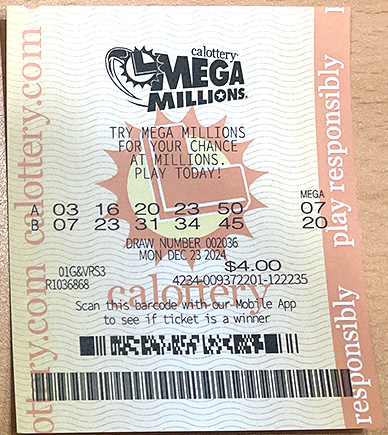 calottery
MEGA
MILLIONS
TRY MEGA MILLIONS
FOR YOUR CHANCE
AT MILLIONS.
PLAY TODAY!
MEGA
A 03 16 20 23 50 07
B 07 23 31 34 45 20
DRAW NUMBER 002036
MON DEC 23 2024
$4.00
01G&VRS3
R1036868 4234-009372201-122235
calottery
Scan this barcode with our Mobile App
to see if ticket is a winner
ottery.com calottery.com
responsibly play responsibly